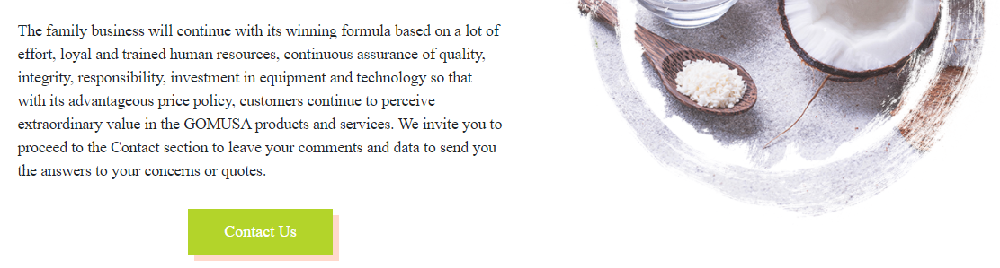 The family business will continue with its winning formula based on a lot of
effort, loyal and trained human resources, continuous assurance of quality,
integrity, responsibility, investment in equipment and technology so that
with its advantageous price policy, customers continue to perceive
extraordinary value in the GOMUSA products and services. We invite you to
proceed to the Contact section to leave your comments and data to send you
the answers to your concerns or quotes.
Contact Us